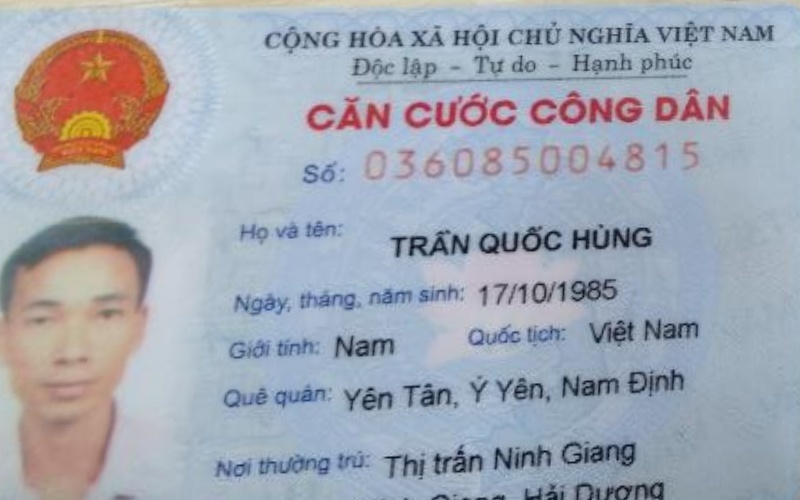 CỘNG HÒA XÃ HỘI CHỦ NGHĨA VIỆT NAM
Độc lập - Tự do - Hạnh phúc
CĂN CƯỚC CÔNG DÂN
Số: 036085004815
Họ và tên: TRẦN QUỐC HÙNG
Ngày, tháng, năm sinh: 17/10/1985
Giới tính: Nam Quốc tịch: Việt Nam
Quê quán: Yên Tân, Ý Yên, Nam Định
Nơi thường trú: Thị trấn Ninh Giang
Giang, Hải Dương